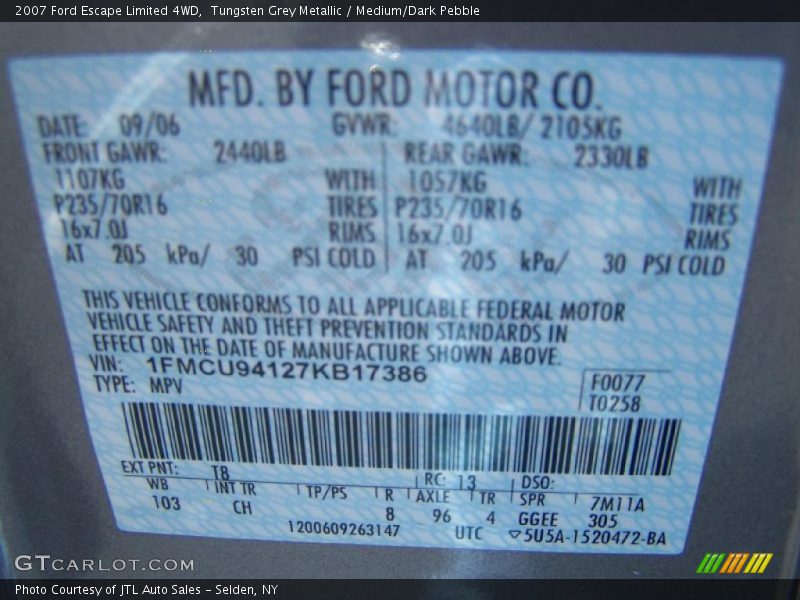 2007 Ford Escape Limited 4WD, Tungsten Grey Metallic / Medium/Dark Pebble
MFD. BY FORD MOTOR CO.
DATE: 09/06 GVWR: 4640LB/ 2105KG
FRONT GAWR: 2440LB REAR GAWR: 2330LB
1107KG WITH 1057KG WITH
P235/70R16 TIRES P235/70R16 TIRES
16x7.0J RIMS 16x7.0J RIMS
AT 205 kPa/ 30 PSI COLD AT 205 kPa/ 30 PSI COLD
THIS VEHICLE CONFORMS TO ALL APPLICABLE FEDERAL MOTOR
VEHICLE SAFETY AND THEFT PREVENTION STANDARDS IN
EFFECT ON THE DATE OF MANUFACTURE SHOWN ABOVE.
VIN: 1FMCU94127KB17386
TYPE: MPV F0077
T0258
EXT PNT: T8 RC: 13 DSO:
WB INT TR TP/PS R AXLE TR SPR 7M11A
103 CH 8 96 4 GGEE 305
1200609263147 UTC ▽5U5A-1520472-BA
GTCARLOT.COM
Photo Courtesy of JTL Auto Sales - Selden, NY